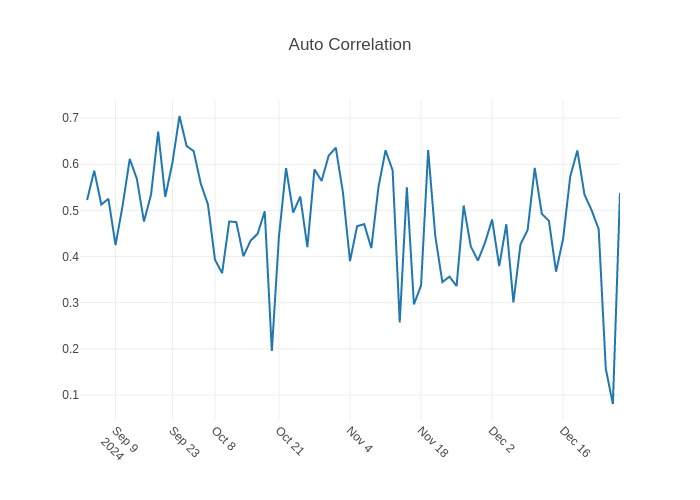 Auto Correlation
0.7
0.6
0.5
0.4
0.3
0.2
0.1
Sep 9
2024
Sep 23
Oct 8
Oct 21
Nov 4
Nov 18
Dec 2
Dec 16